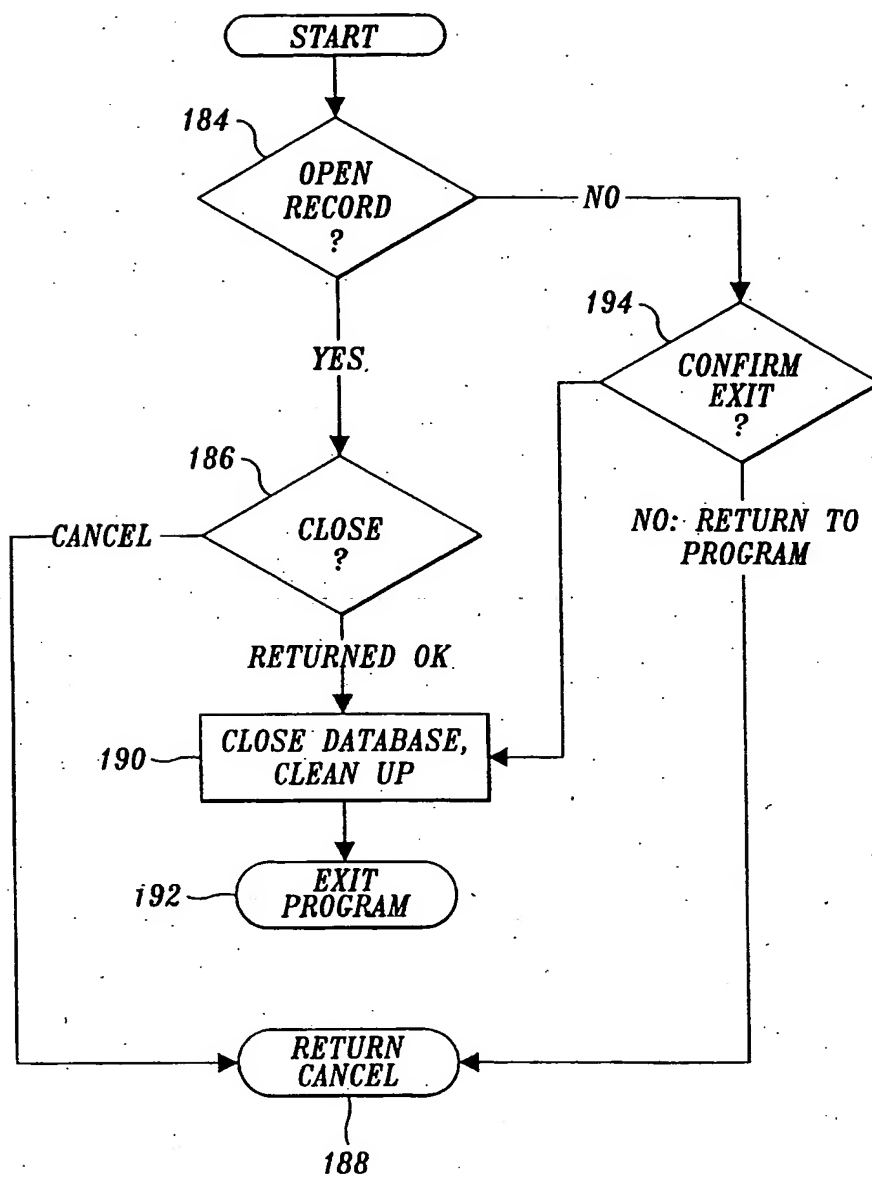 START
184
OPEN
RECORD
?
NO
194
CONFIRM
EXIT
?
YES.
186
CLOSE
?
CANCEL
NO: RETURN TO
PROGRAM
RETURNED OK
190
CLOSE DATABASE,
CLEAN UP
192
EXIT
PROGRAM
RETURN
CANCEL
188